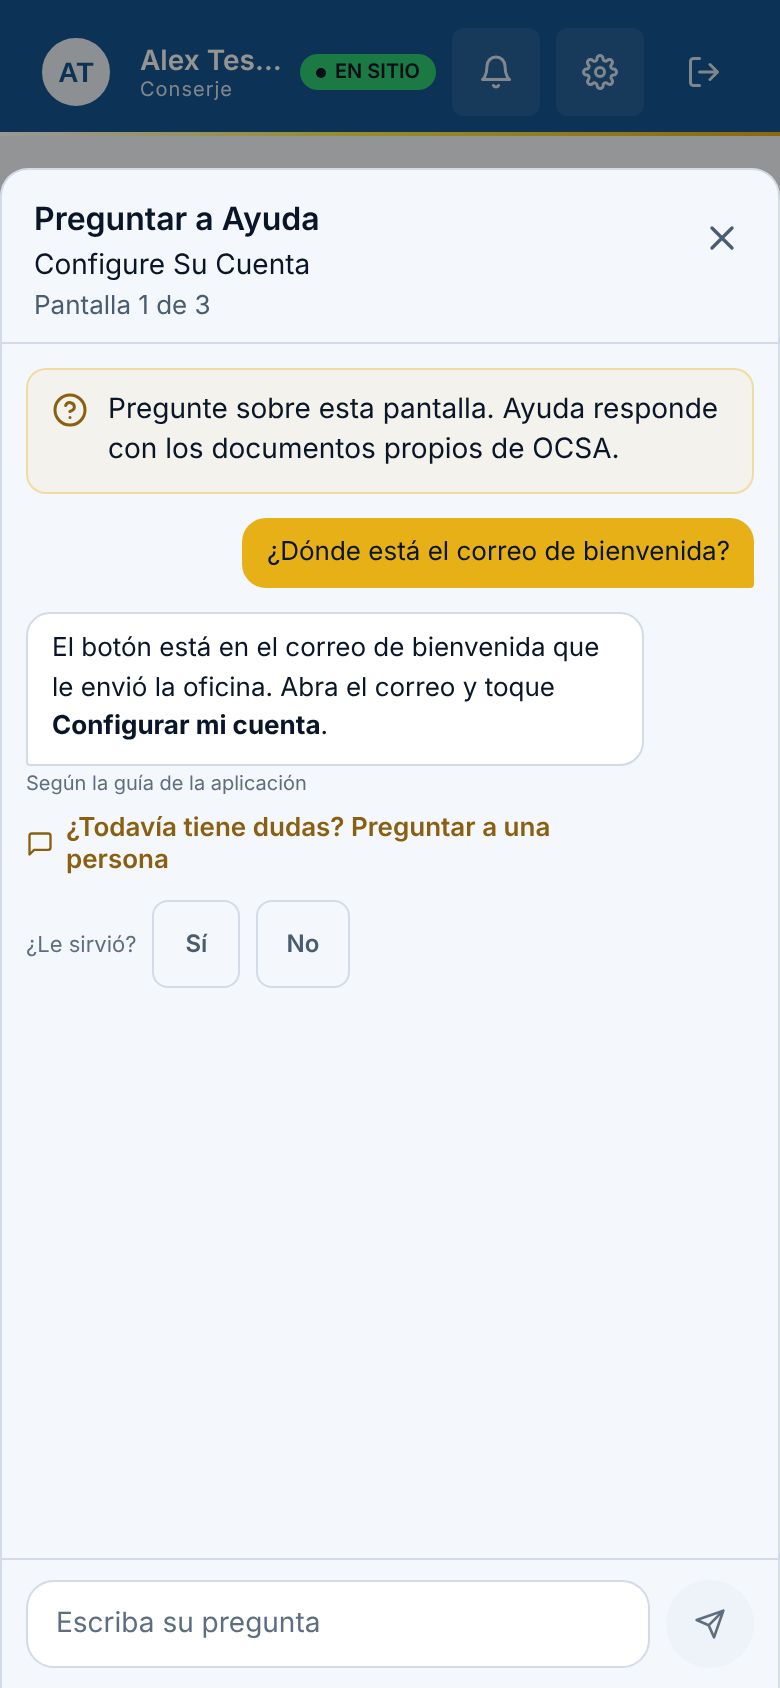 AT
Alex Tes...
Conserje
EN SITIO
Preguntar a Ayuda
Configure Su Cuenta
Pantalla 1 de 3
Pregunte sobre esta pantalla. Ayuda responde
con los documentos propios de OCSA.
¿Dónde está el correo de bienvenida?
El botón está en el correo de bienvenida que
le envió la oficina. Abra el correo y toque
Configurar mi cuenta.
Según la guía de la aplicación
¿Todavía tiene dudas? Preguntar a una
persona
¿Le sirvió?
Sí
No
Escriba su pregunta